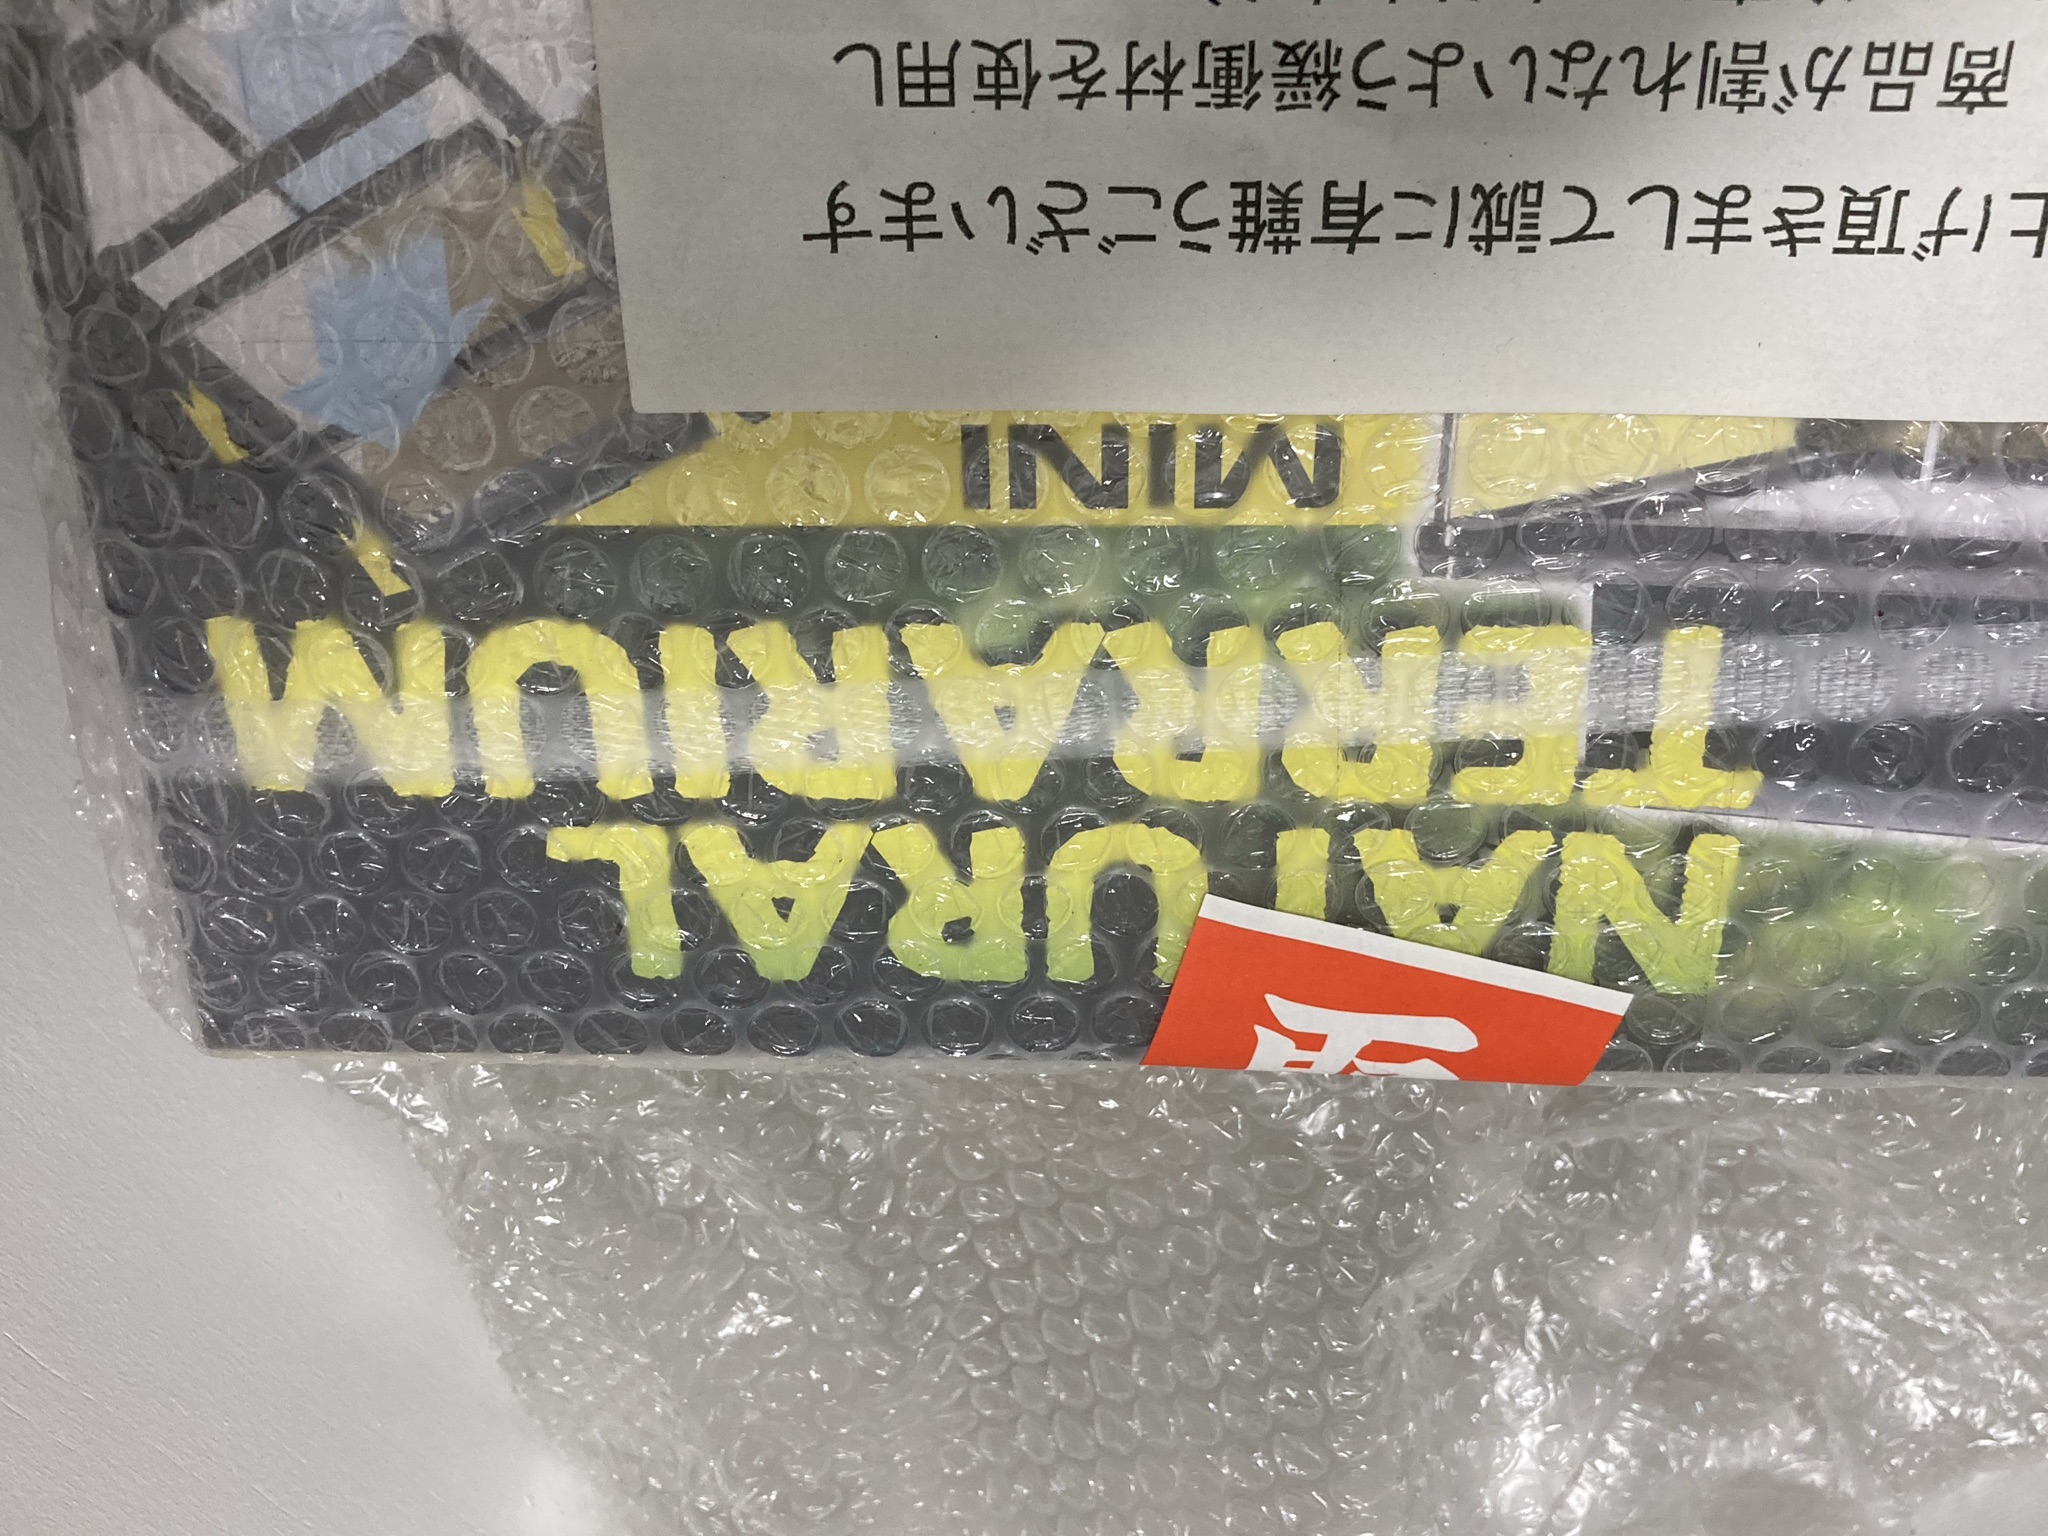 NATURAL
TERRARIUM
MINI
上げ頂きまして誠に有難うございます
商品が割れないよう緩衝材を使用し